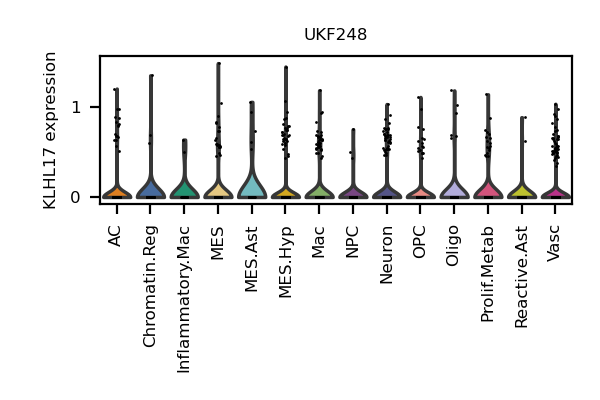 UKF248
KLHL17 expression
1
0
AC
Chromatin.Reg
Inflammatory.Mac
MES
MES.Ast
MES.Hyp
Mac
NPC
Neuron
OPC
Oligo
Prolif.Metab
Reactive.Ast
Vasc